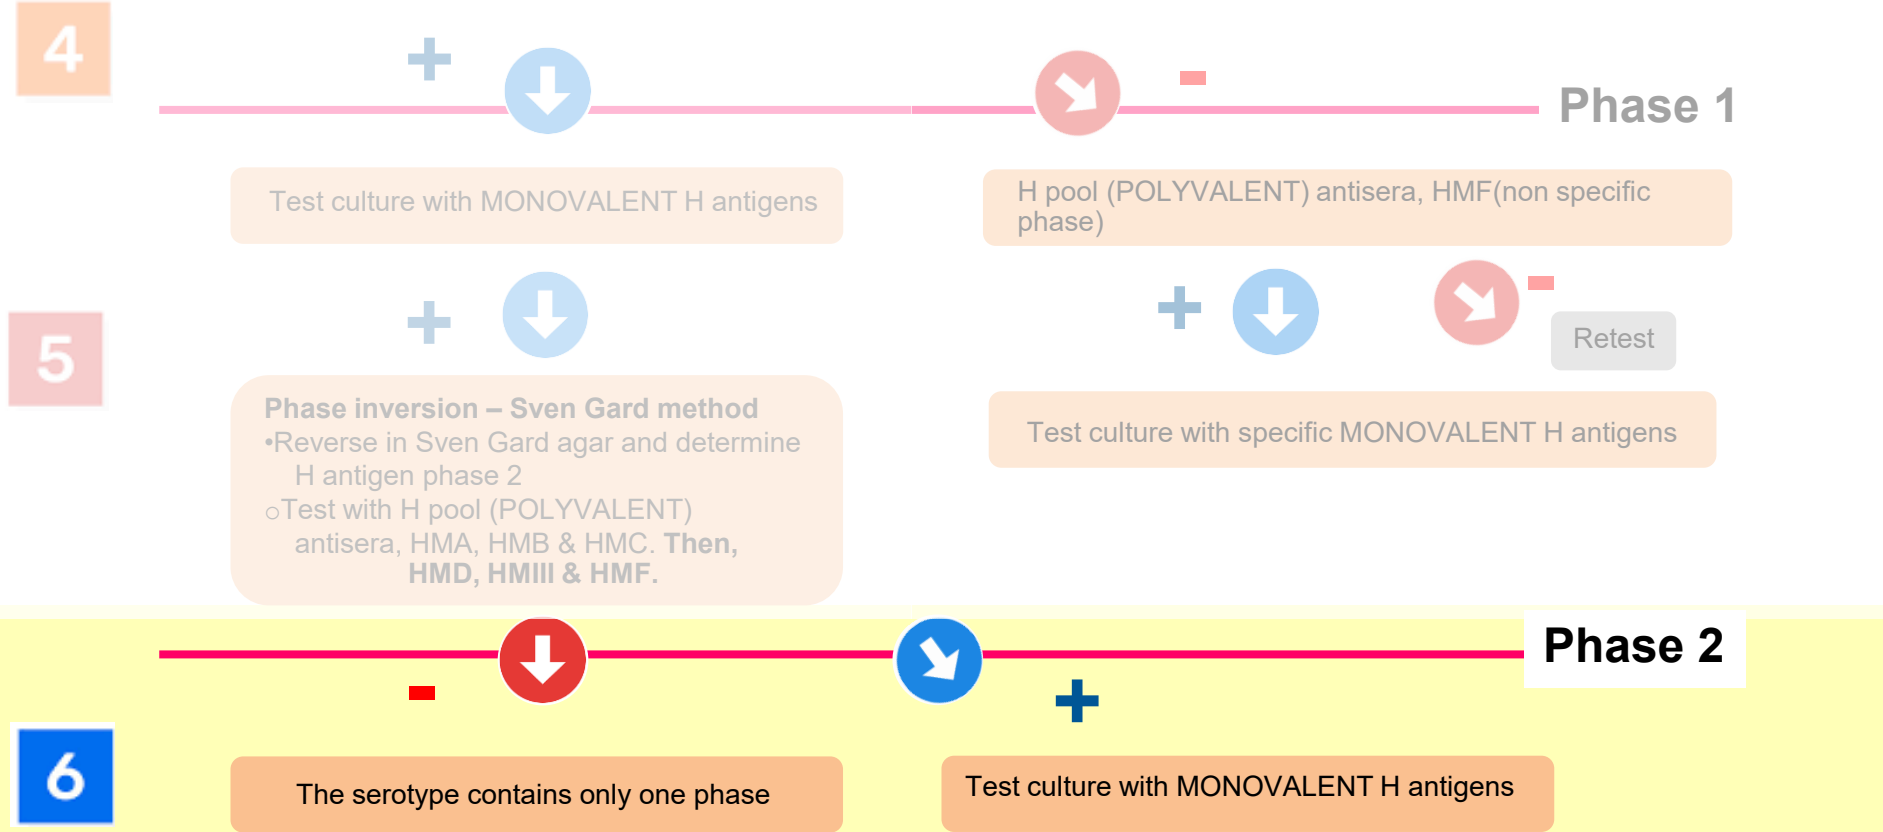 4
+
-
Phase 1
Test culture with MONOVALENT H antigens
H pool (POLYVALENT) antisera, HMF(non specific
phase)
+
+
-
Retest
5
Phase inversion – Sven Gard method
•Reverse in Sven Gard agar and determine
H antigen phase 2
○Test with H pool (POLYVALENT)
antisera, HMA, HMB & HMC. Then,
HMD, HMIII & HMF.
Test culture with specific MONOVALENT H antigens
Phase 2
-
+
6
The serotype contains only one phase
Test culture with MONOVALENT H antigens